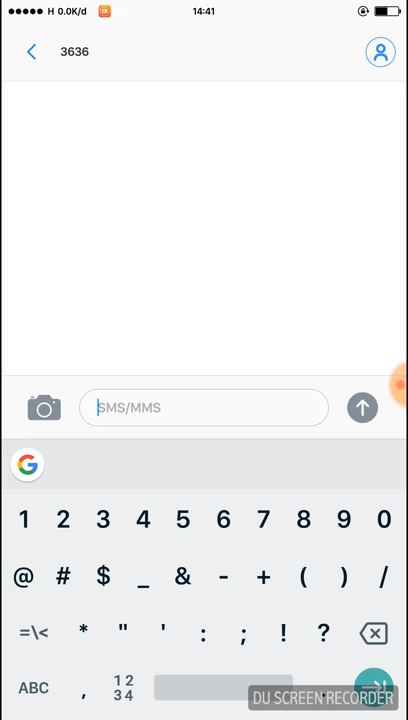 H 0.0K/d 14:41
3636
SMS/MMS
G
1 2 3 4 5 6 7 8 9 0
@ # $ _ & - + ( ) /
=\< * " ' : ; ! ?
ABC , 1 2 3 4 .
DU SCREEN RECORDER